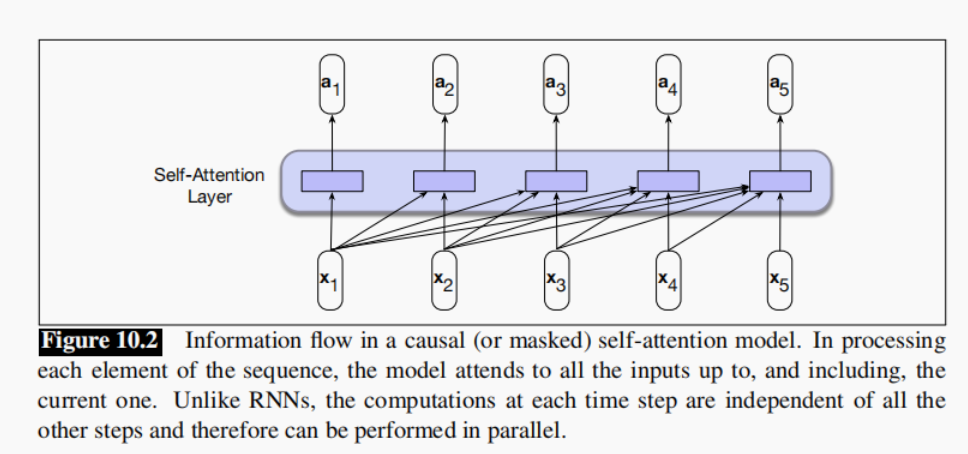 a1 a2 a3 a4 a5
Self-Attention
Layer
x1 x2 x3 x4 x5
Figure 10.2 Information flow in a causal (or masked) self-attention model. In processing
each element of the sequence, the model attends to all the inputs up to, and including, the
current one. Unlike RNNs, the computations at each time step are independent of all the
other steps and therefore can be performed in parallel.